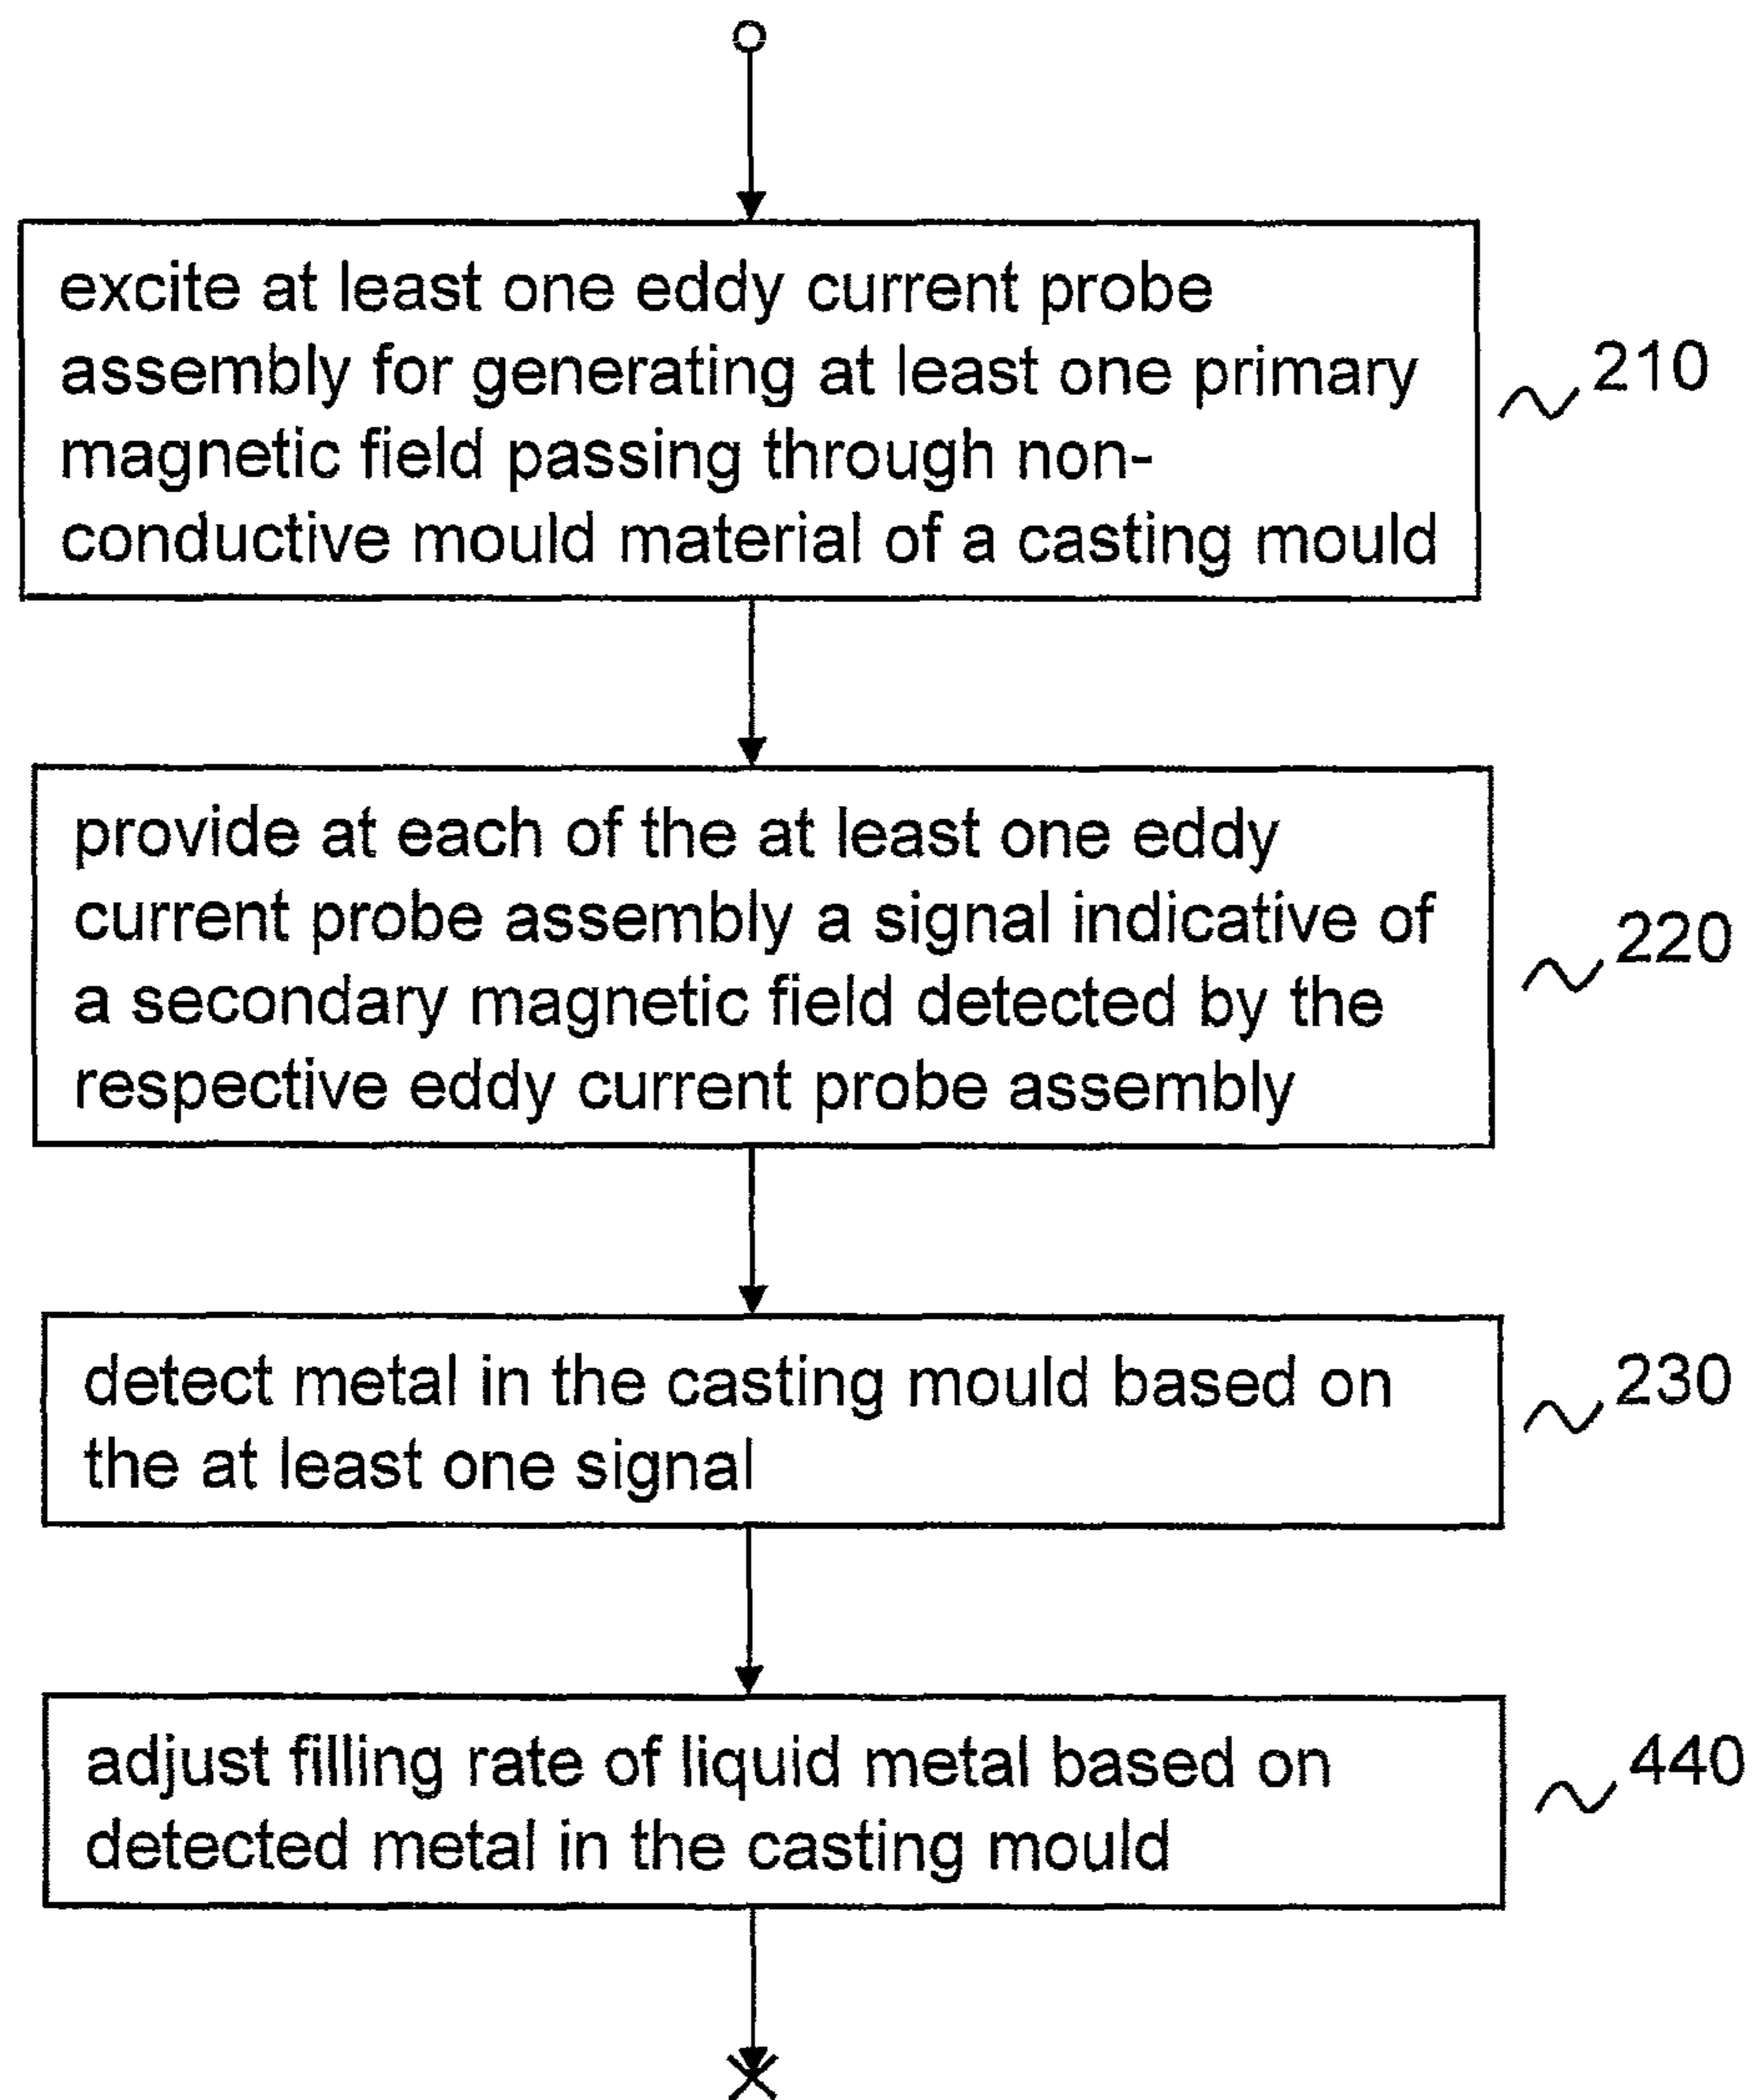 excite at least one eddy current probe
assembly for generating at least one primary
magnetic field passing through non-
conductive mould material of a casting mould
210
provide at each of the at least one eddy
current probe assembly a signal indicative of
a secondary magnetic field detected by the
respective eddy current probe assembly
220
detect metal in the casting mould based on
the at least one signal
230
adjust filling rate of liquid metal based on
detected metal in the casting mould
440